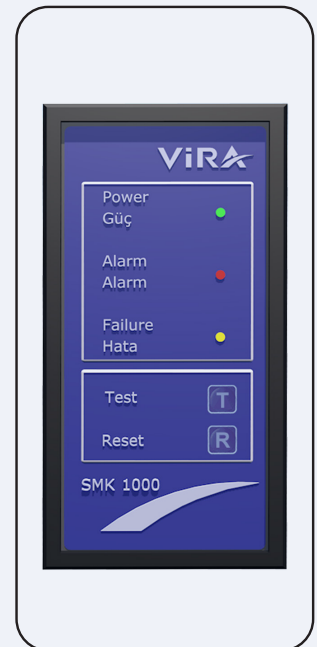 ViRA
Power
Güç
Alarm
Alarm
Failure
Hata
Test T
Reset R
SMK 1000